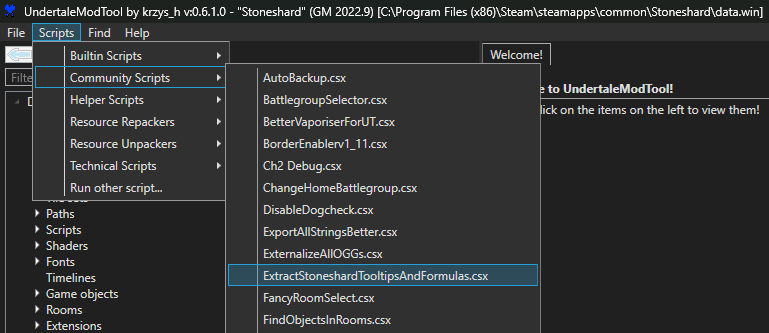 UndertaleModTool by krzys_h v:0.6.1.0 - "Stoneshard" (GM 2022.9) [C:\Program Files (x86)\Steam\steamapps\common\Stoneshard\data.win]
File Scripts Find Help
Builtin Scripts
Community Scripts
Helper Scripts
Resource Repackers
Resource Unpackers
Technical Scripts
Run other script...
AutoBackup.csx
BattlegroupSelector.csx
BetterVaporiserForUT.csx
BorderEnablerv1_11.csx
Ch2 Debug.csx
ChangeHomeBattlegroup.csx
DisableDogcheck.csx
ExportAllStringsBetter.csx
ExternalizeAllOGGs.csx
ExtractStoneshardTooltipsAndFormulas.csx
FancyRoomSelect.csx
FindObjectsInRooms.csx
Welcome!
e to UndertaleModTool!
lick on the items on the left to view them!
Filte
D
Paths
Scripts
Shaders
Fonts
Timelines
Game objects
Rooms
Extensions